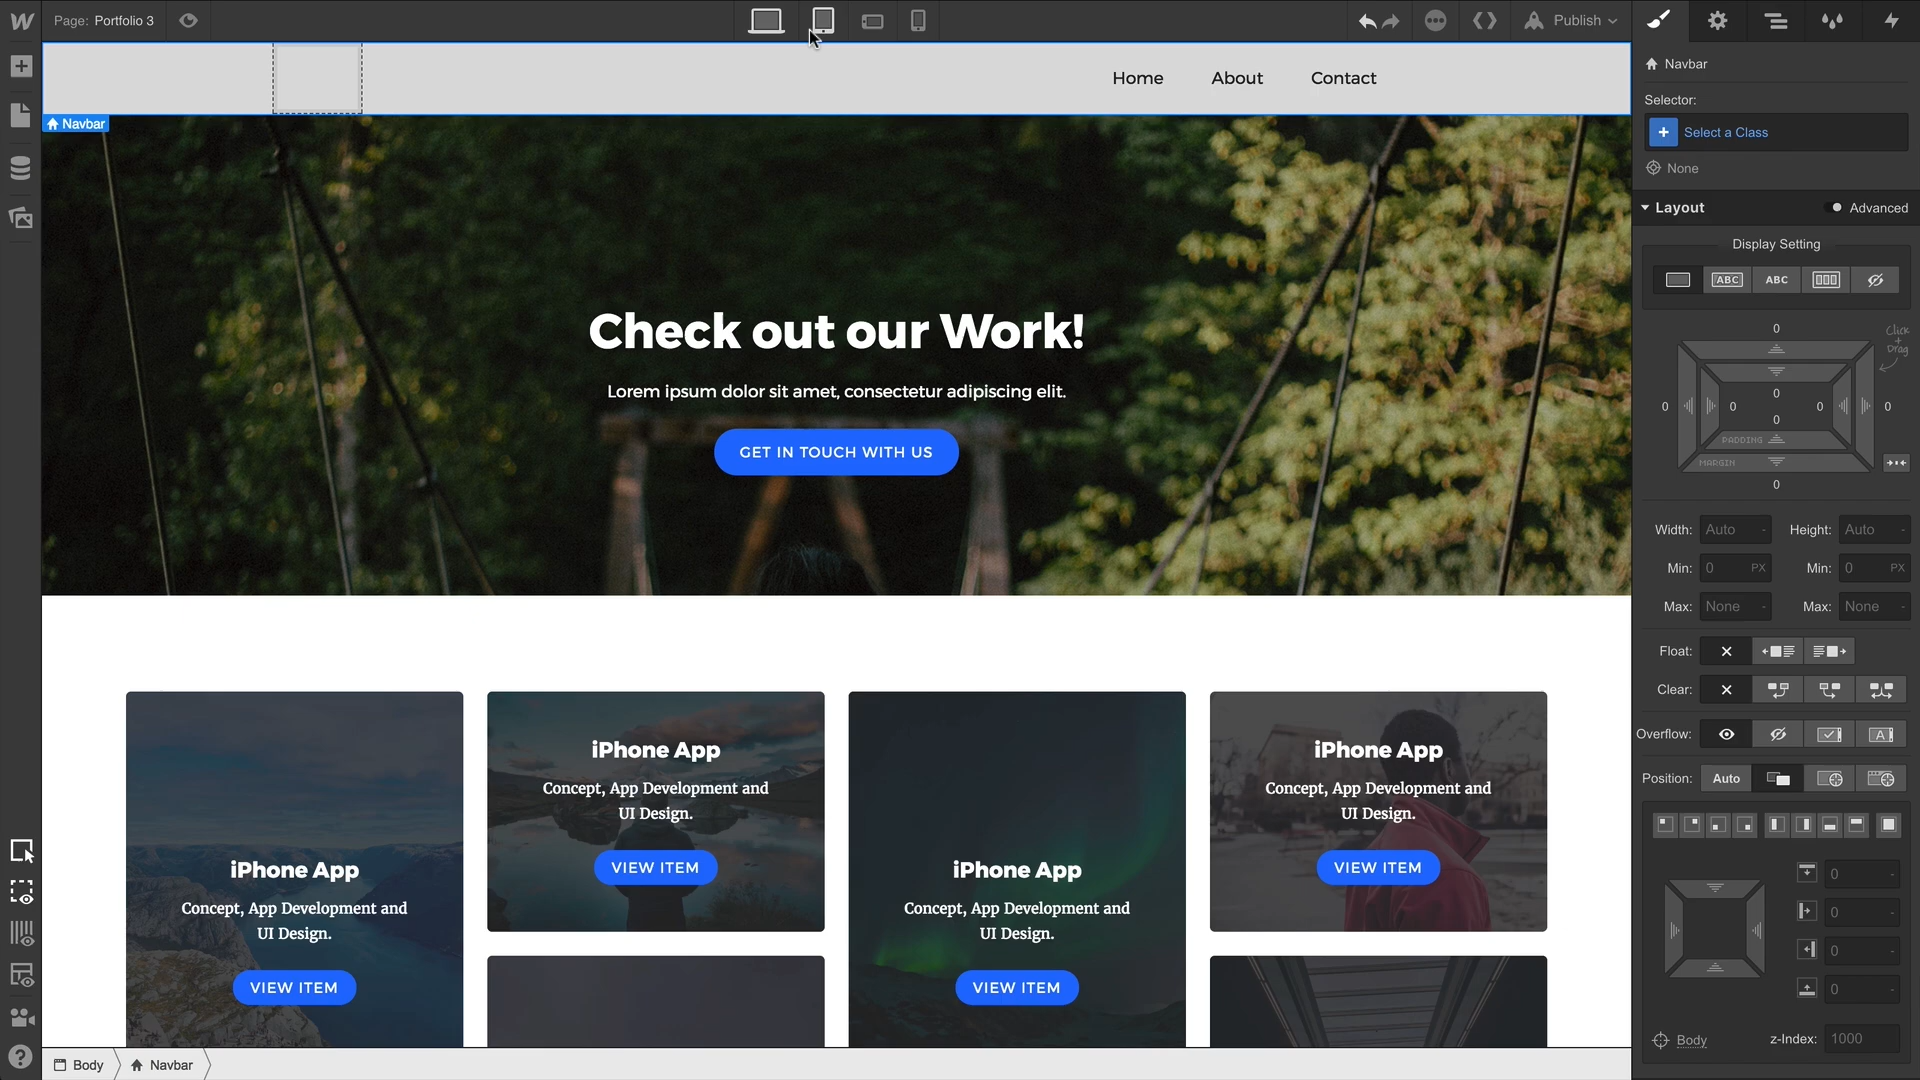 Page: Portfolio 3
Publish
Home About Contact
Navbar
Check out our Work!
Lorem ipsum dolor sit amet, consectetur adipiscing elit.
GET IN TOUCH WITH US
iPhone App
Concept, App Development and
UI Design.
VIEW ITEM
iPhone App
Concept, App Development and
UI Design.
VIEW ITEM
iPhone App
Concept, App Development and
UI Design.
VIEW ITEM
iPhone App
Concept, App Development and
UI Design.
VIEW ITEM
Body Navbar
Navbar
Selector:
+ Select a Class
None
Layout Advanced
Display Setting
ABC ABC
0
Click
+
Drag
0
0 0 0 0
0
PADDING
MARGIN
0
Width: Auto - Height: Auto -
Min: 0 PX Min: 0 PX
Max: None - Max: None -
Float:
Clear:
Overflow: A
Position: Auto
0 -
0 -
0 -
0 -
Body z-Index: 1000